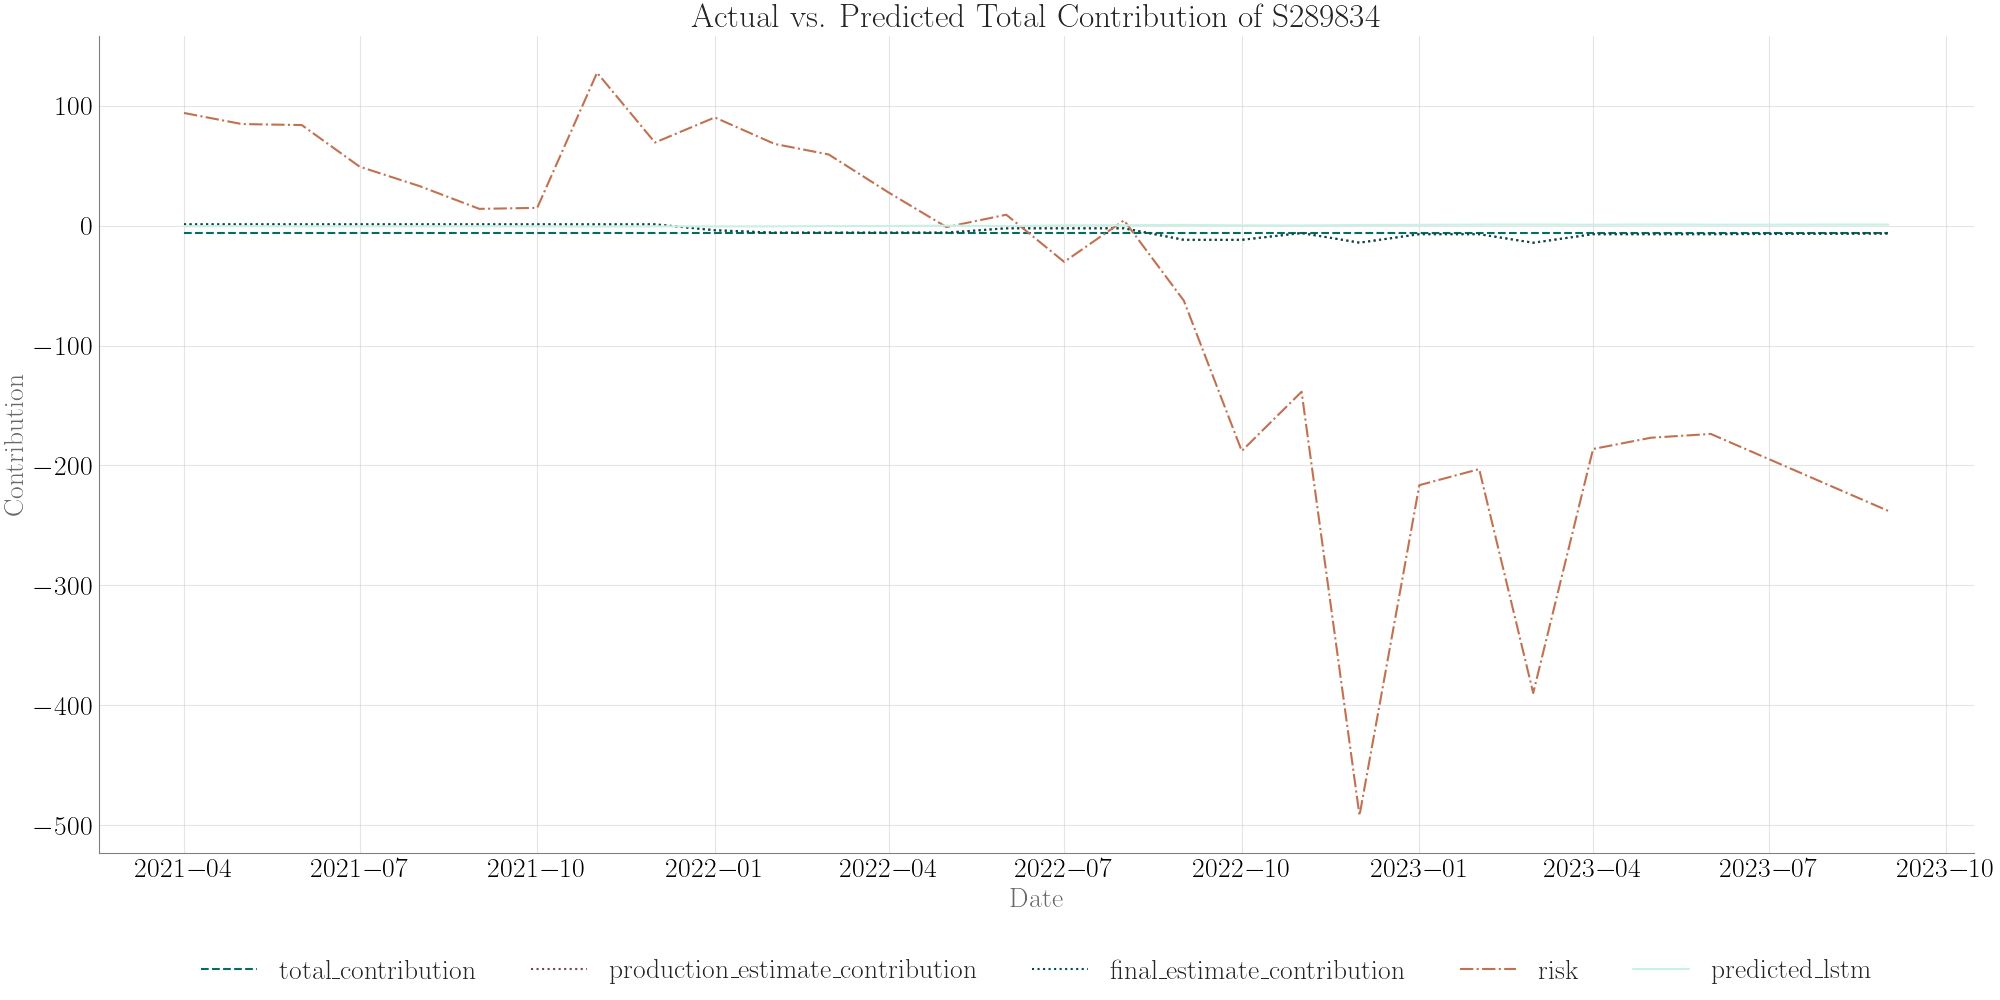 Actual vs. Predicted Total Contribution of S289834
100
0
−100
−200
−300
−400
−500
Contribution
2021−04 2021−07 2021−10 2022−01 2022−04 2022−07 2022−10 2023−01 2023−04 2023−07 2023−10
Date
total_contribution production_estimate_contribution final_estimate_contribution risk predicted_lstm